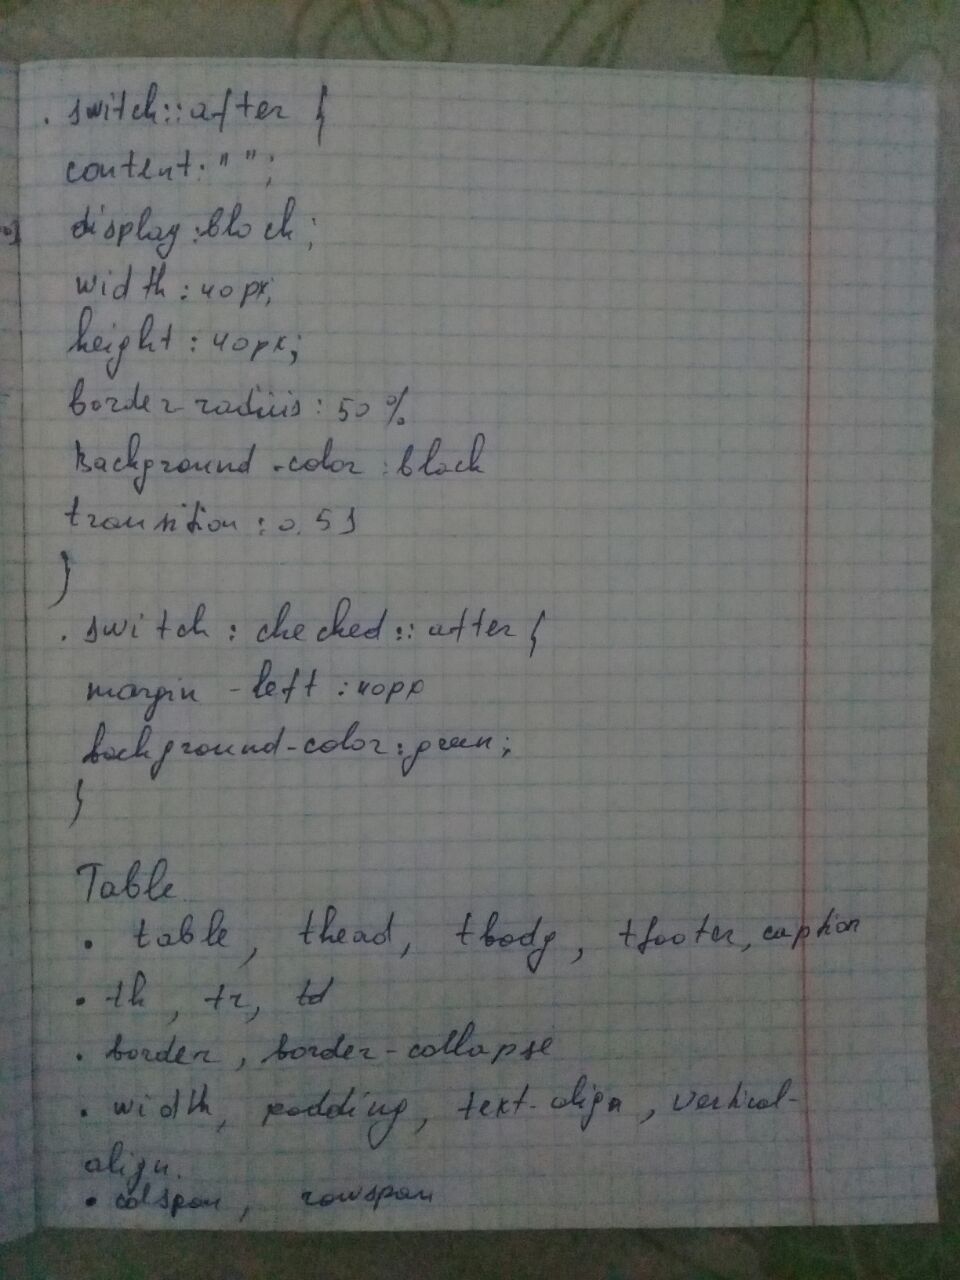 .switch::after {
content: " ";
display: block;
width: 40px;
height: 40px;
border-radius: 50%
Background-color: black
transition: 0.5s
}
.switch:checked::after {
margin-left: 40px
background-color: green;
}
Table
• table, thead, tbody, tfooter, caption
• th, tr, td
• border, border-collapse
• width, padding, text-align, vertical-
align.
• colspan, rowspan